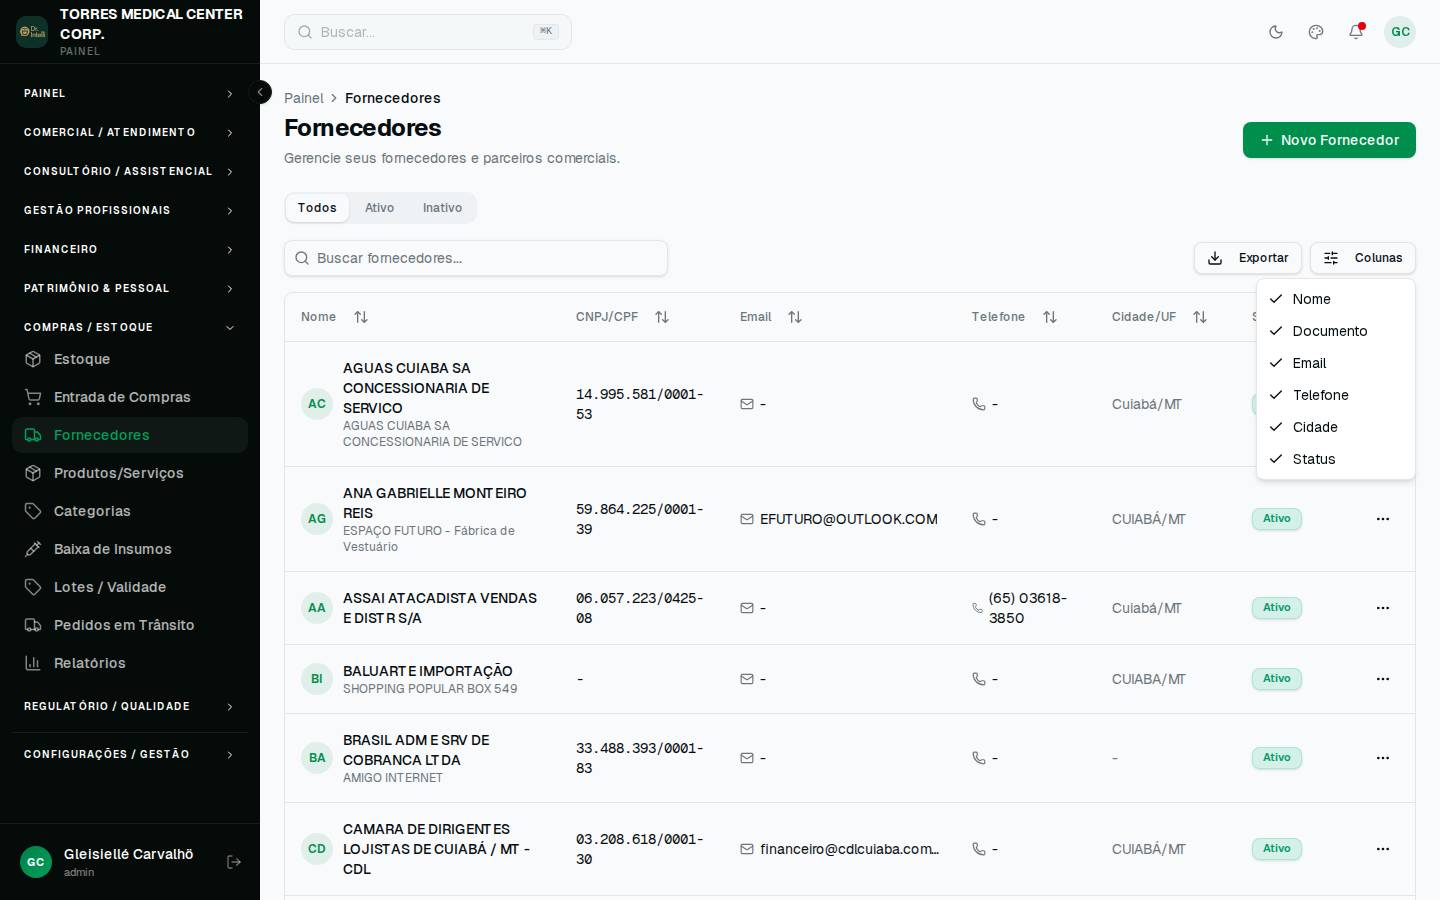 TORRES MEDICAL CENTER
CORP.
PAINEL
Dr.
Intelli
PAINEL
COMERCIAL / ATENDIMENTO
CONSULTÓRIO / ASSISTENCIAL
GESTÃO PROFISSIONAIS
FINANCEIRO
PATRIMÔNIO & PESSOAL
COMPRAS / ESTOQUE
Estoque
Entrada de Compras
Fornecedores
Produtos/Serviços
Categorias
Baixa de Insumos
Lotes / Validade
Pedidos em Trânsito
Relatórios
REGULATÓRIO / QUALIDADE
CONFIGURAÇÕES / GESTÃO
GC
Gleisiellé Carvalhö
admin
Buscar...
⌘K
GC
Painel > Fornecedores
Fornecedores
Gerencie seus fornecedores e parceiros comerciais.
+ Novo Fornecedor
Todos Ativo Inativo
Buscar fornecedores...
Exportar
Colunas
Nome
Documento
Email
Telefone
Cidade
Status
Nome CNPJ/CPF Email Telefone Cidade/UF S
AC
AGUAS CUIABA SA
CONCESSIONARIA DE
SERVICO
AGUAS CUIABA SA
CONCESSIONARIA DE SERVICO
14.995.581/0001-
53
-
-
Cuiabá/MT
AG
ANA GABRIELLE MONTEIRO
REIS
ESPAÇO FUTURO - Fábrica de
Vestuário
59.864.225/0001-
39
EFUTURO@OUTLOOK.COM
-
CUIABÁ/MT
Ativo
AA
ASSAI ATACADISTA VENDAS
E DISTR S/A
06.057.223/0425-
08
-
(65) 03618-
3850
Cuiabá/MT
Ativo
BI
BALUARTE IMPORTAÇÃO
SHOPPING POPULAR BOX 549
-
-
-
CUIABA/MT
Ativo
BA
BRASIL ADM E SRV DE
COBRANCA LTDA
AMIGO INTERNET
33.488.393/0001-
83
-
-
-
Ativo
CD
CAMARA DE DIRIGENTES
LOJISTAS DE CUIABÁ / MT -
CDL
03.208.618/0001-
30
financeiro@cdlcuiaba.com...
-
CUIABÁ/MT
Ativo